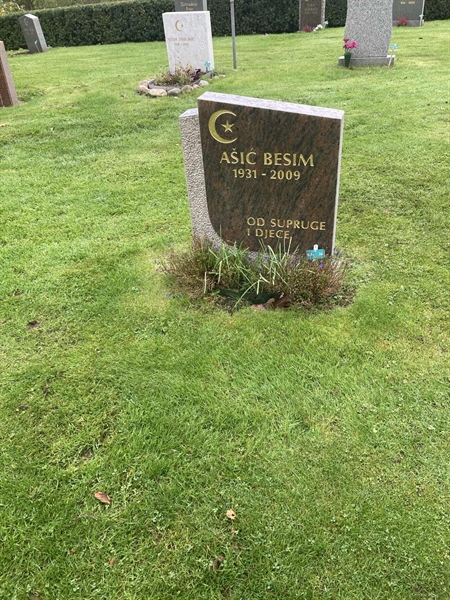 AŠIĆ BESIM
1931 - 2009
OD SUPRUGE
I DJECE